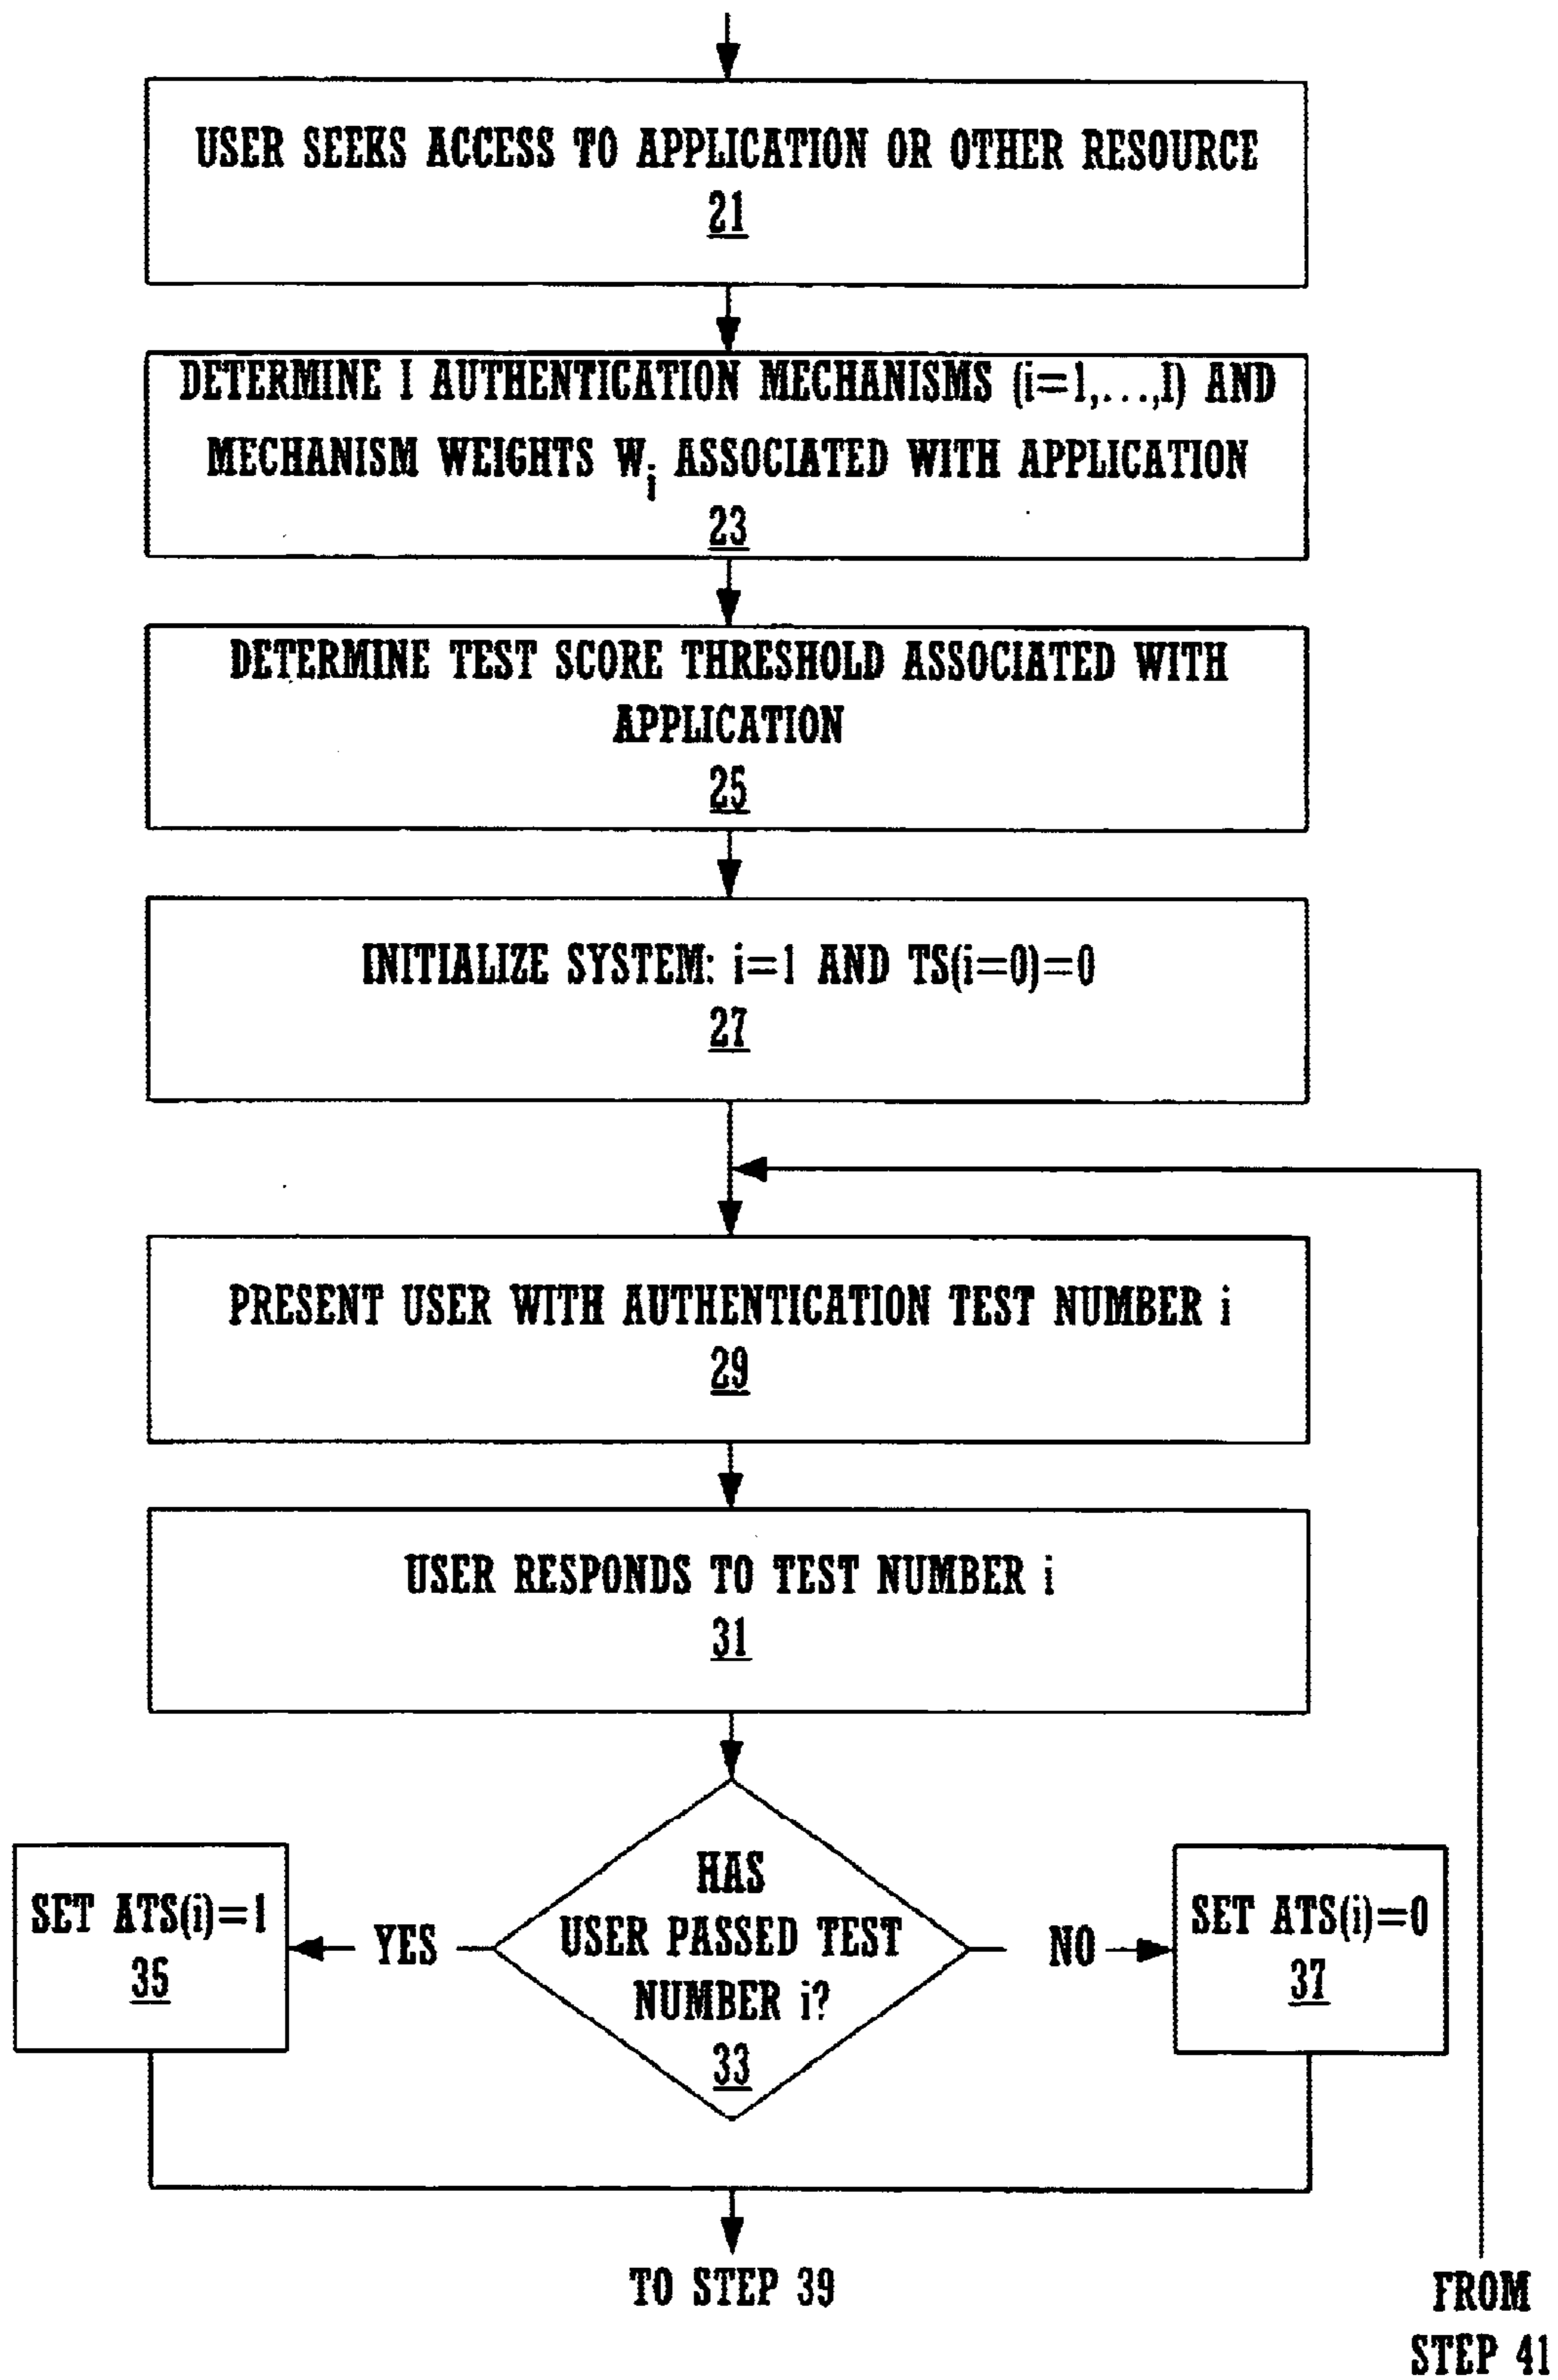 USER SEEKS ACCESS TO APPLICATION OR OTHER RESOURCE
21
DETERMINE I AUTHENTICATION MECHANISMS (i=1,...,I) AND
MECHANISM WEIGHTS Wi ASSOCIATED WITH APPLICATION
23
DETERMINE TEST SCORE THRESHOLD ASSOCIATED WITH
APPLICATION
25
INITIALIZE SYSTEM: i=1 AND TS(i=0)=0
27
PRESENT USER WITH AUTHENTICATION TEST NUMBER i
29
USER RESPONDS TO TEST NUMBER i
31
HAS
USER PASSED TEST
NUMBER i?
33
YES
SET ATS(i)=1
35
NO
SET ATS(i)=0
37
TO STEP 39
FROM
STEP 41